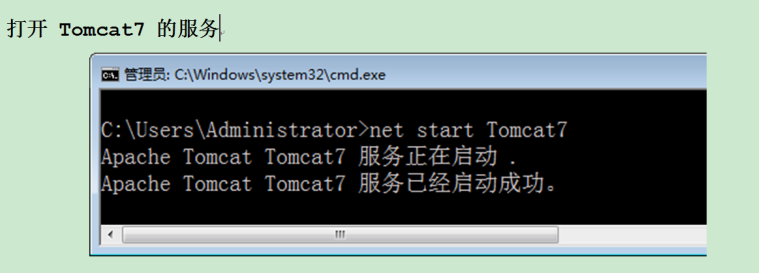 打开 Tomcat7 的服务
管理员: C:\Windows\system32\cmd.exe
C:\Users\Administrator>net start Tomcat7
Apache Tomcat Tomcat7 服务正在启动 .
Apache Tomcat Tomcat7 服务已经启动成功。